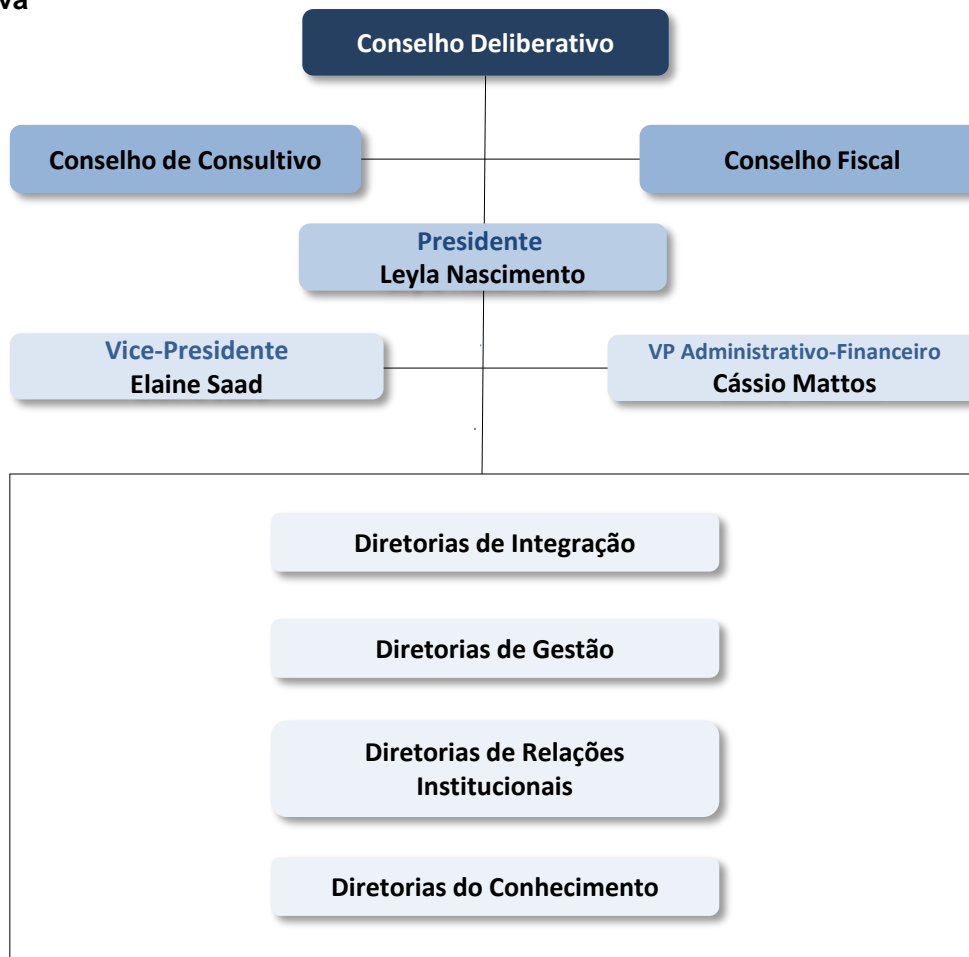 va
Conselho Deliberativo
Conselho de Consultivo
Conselho Fiscal
Presidente
Leyla Nascimento
Vice-Presidente
Elaine Saad
VP Administrativo-Financeiro
Cássio Mattos
Diretorias de Integração
Diretorias de Gestão
Diretorias de Relações
Institucionais
Diretorias do Conhecimento